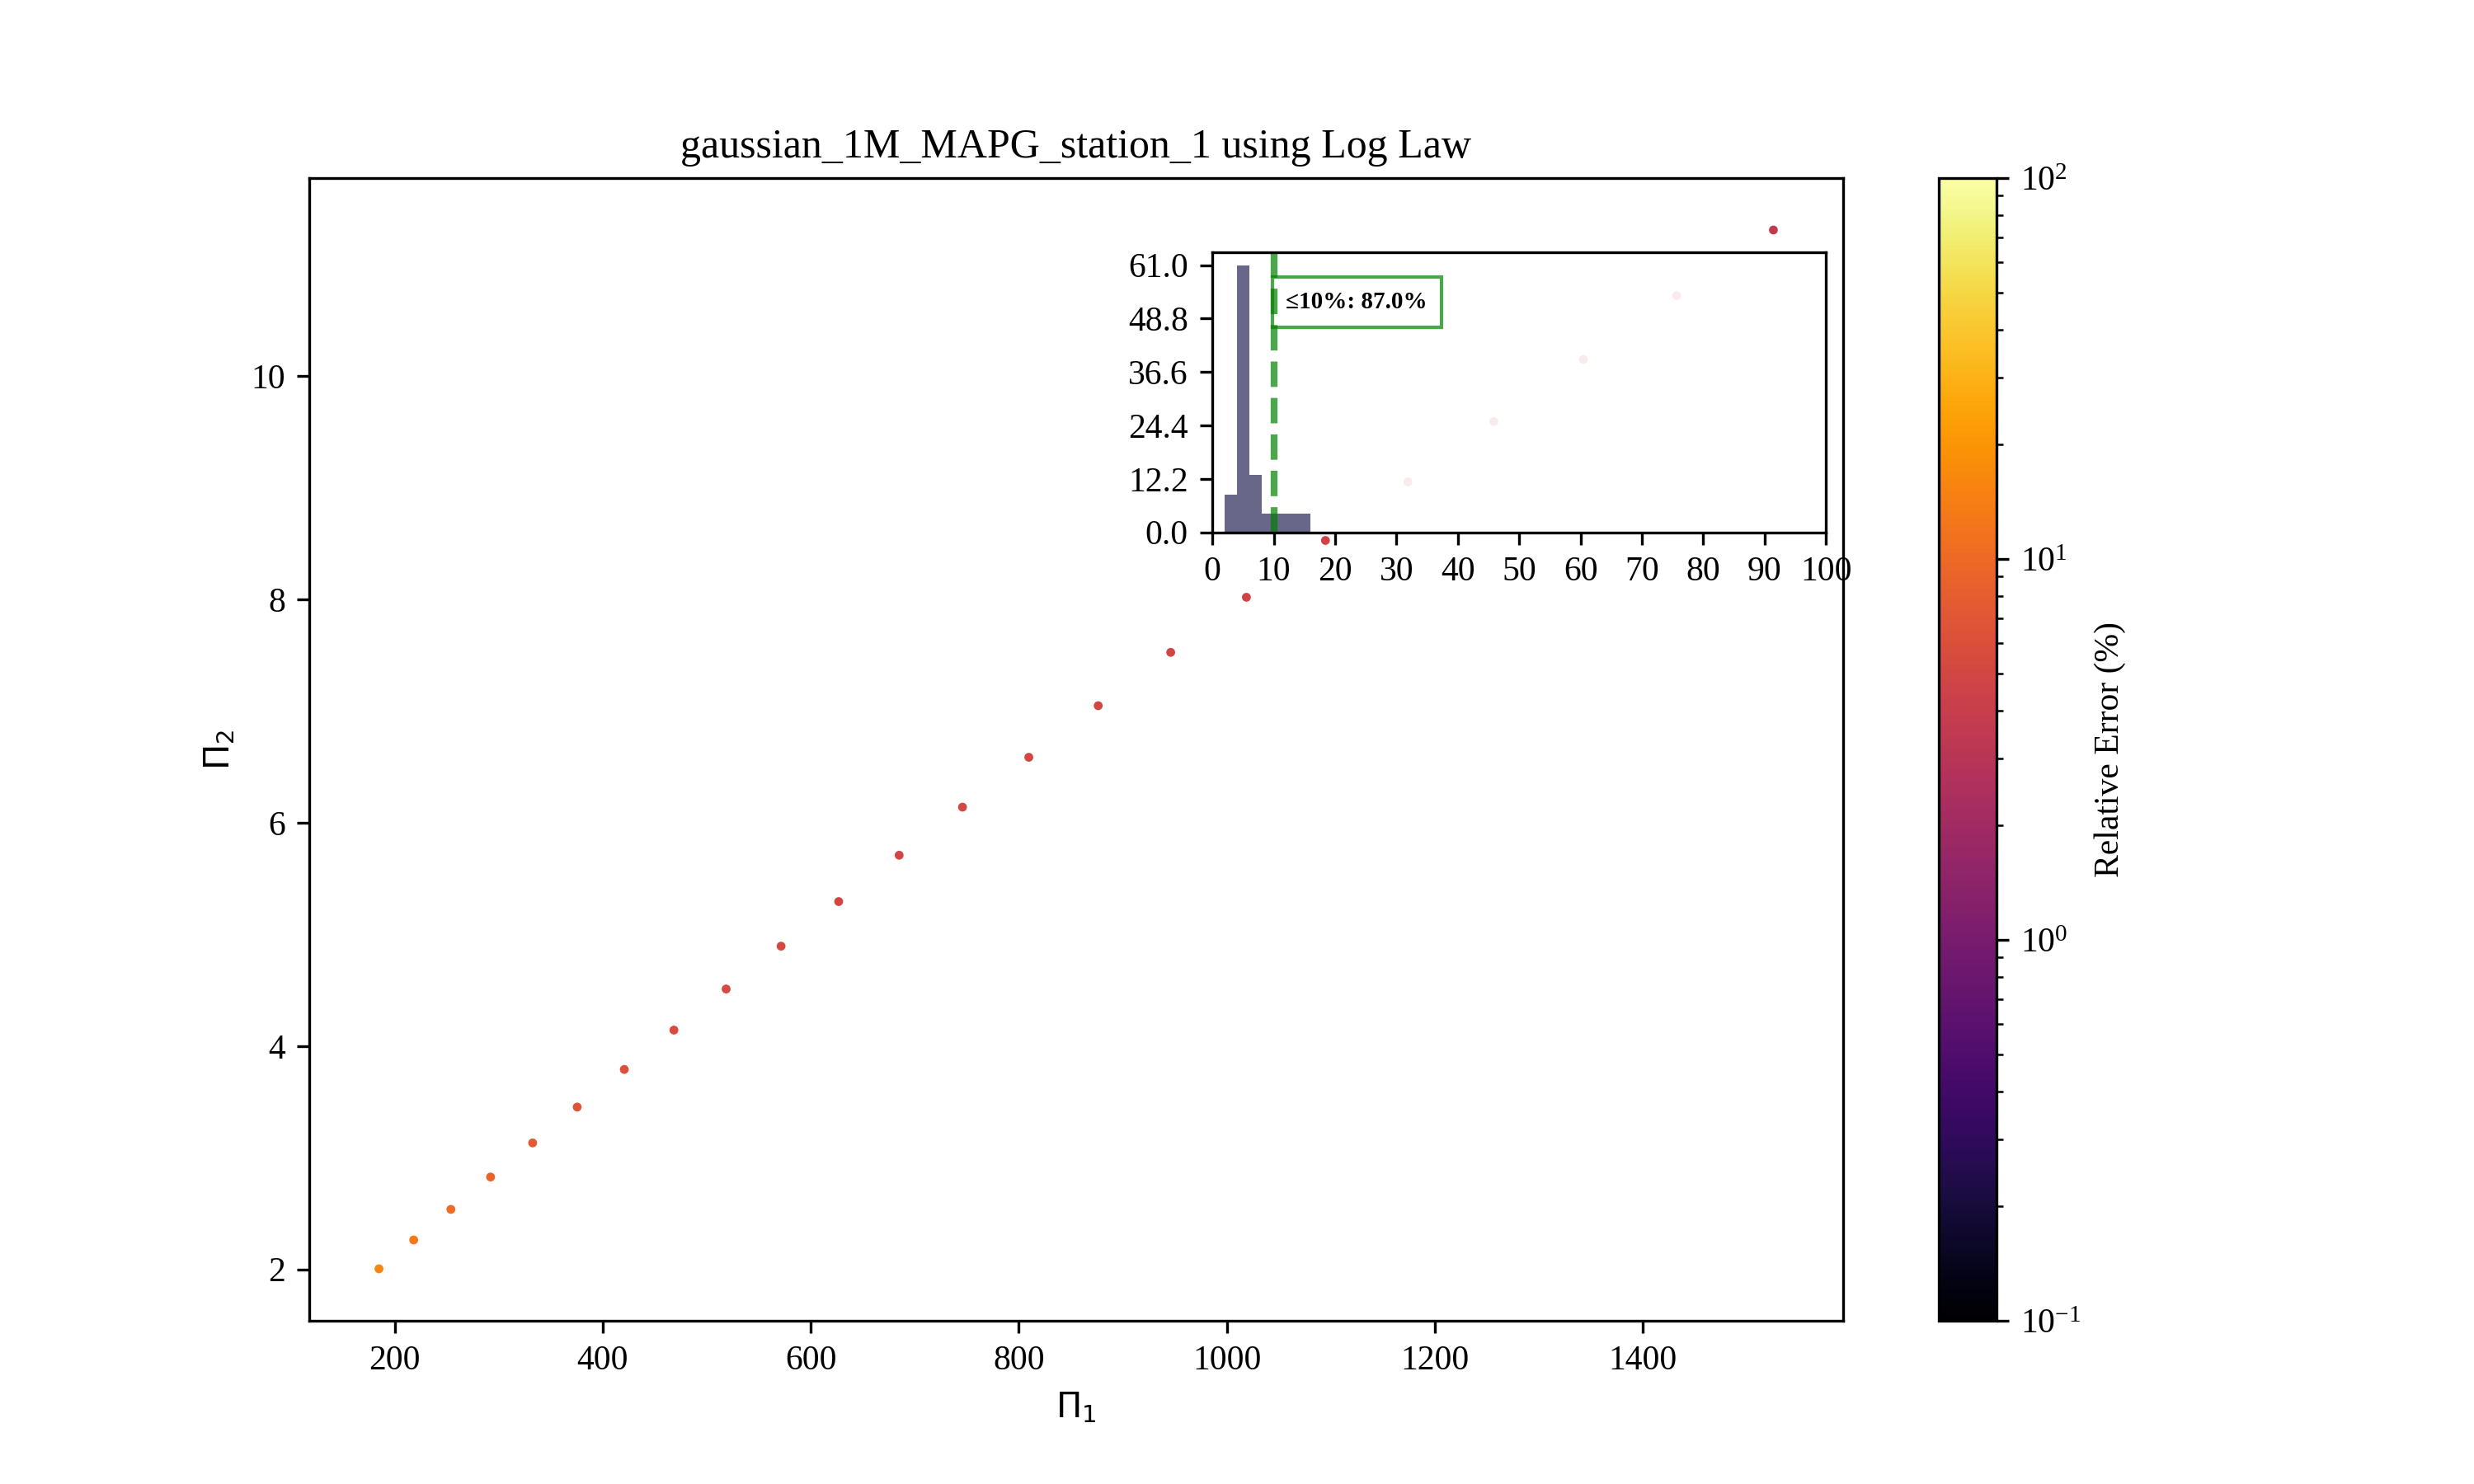 gaussian_1M_MAPG_station_1 using Log Law
10
8
6
4
2
Π₂
200 400 600 800 1000 1200 1400
Π₁
61.0
48.8
36.6
24.4
12.2
0.0
≤10%: 87.0%
0 10 20 30 40 50 60 70 80 90 100
10²
10¹
10⁰
10⁻¹
Relative Error (%)